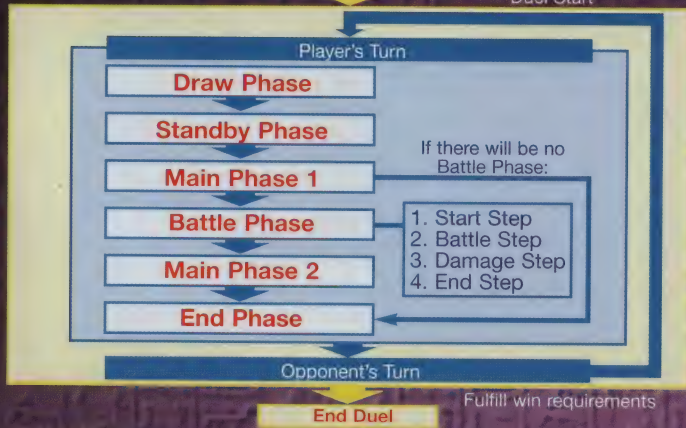 Duel Start
Player's Turn
Draw Phase
Standby Phase
Main Phase 1
If there will be no
Battle Phase:
Battle Phase
1. Start Step
2. Battle Step
3. Damage Step
4. End Step
Main Phase 2
End Phase
Opponent's Turn
Fulfill win requirements
End Duel